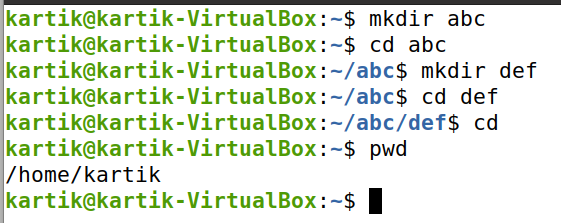 kartik@kartik-VirtualBox:~$ mkdir abc
kartik@kartik-VirtualBox:~$ cd abc
kartik@kartik-VirtualBox:~/abc$ mkdir def
kartik@kartik-VirtualBox:~/abc$ cd def
kartik@kartik-VirtualBox:~/abc/def$ cd
kartik@kartik-VirtualBox:~$ pwd
/home/kartik
kartik@kartik-VirtualBox:~$